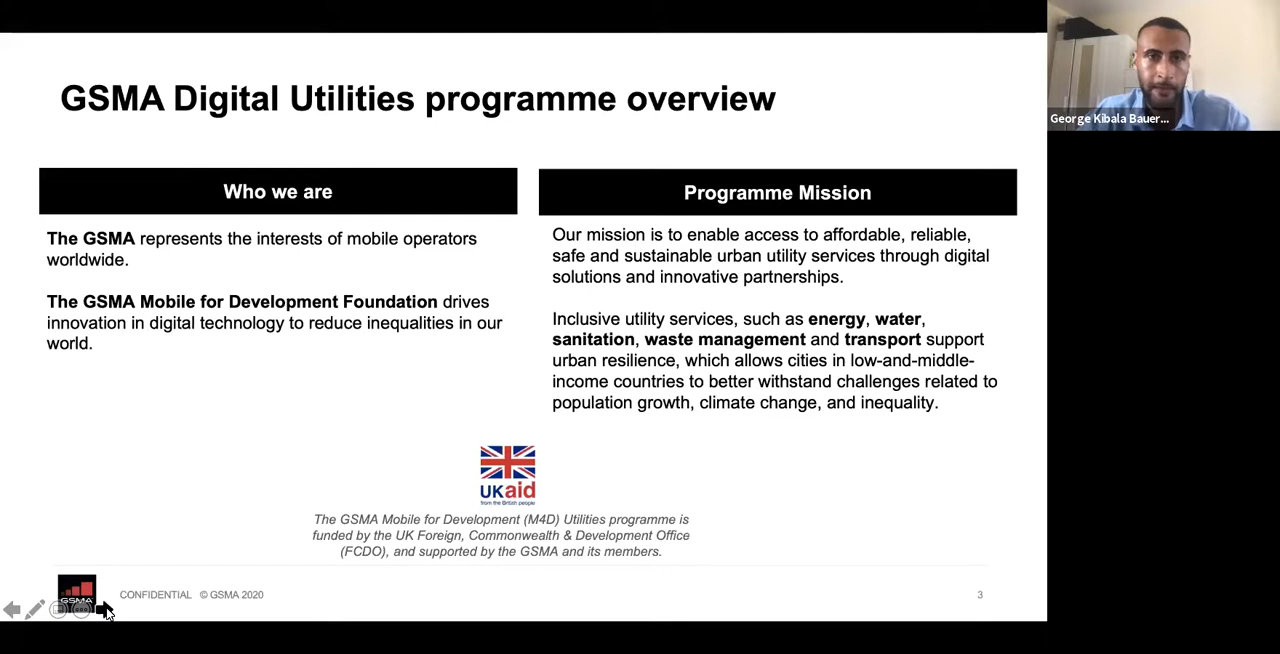 GSMA Digital Utilities programme overview
Who we are
The GSMA represents the interests of mobile operators
worldwide.
The GSMA Mobile for Development Foundation drives
innovation in digital technology to reduce inequalities in our
world.
Programme Mission
Our mission is to enable access to affordable, reliable,
safe and sustainable urban utility services through digital
solutions and innovative partnerships.
Inclusive utility services, such as energy, water,
sanitation, waste management and transport support
urban resilience, which allows cities in low-and-middle-
income countries to better withstand challenges related to
population growth, climate change, and inequality.
UKaid
from the British people
The GSMA Mobile for Development (M4D) Utilities programme is
funded by the UK Foreign, Commonwealth & Development Office
(FCDO), and supported by the GSMA and its members.
GSMA
CONFIDENTIAL © GSMA 2020
3
George Kibala Bauer...